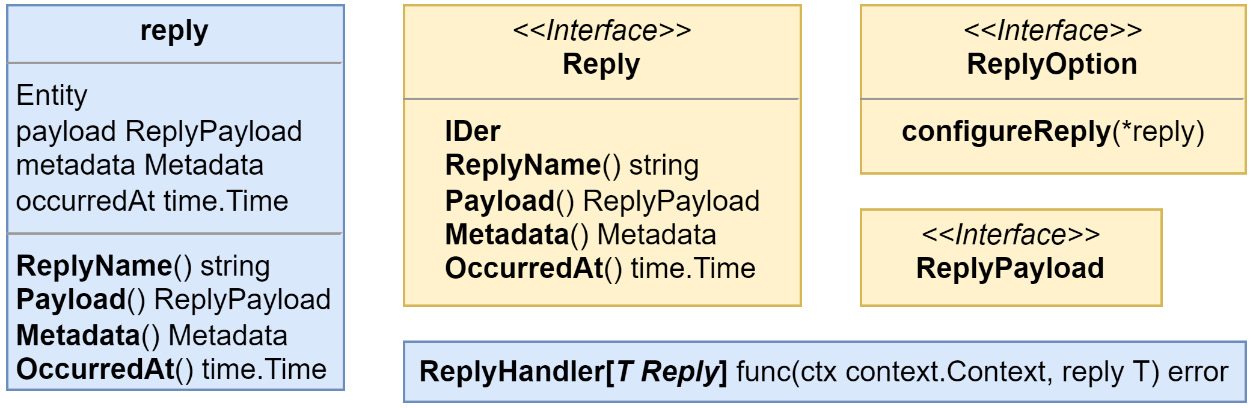 reply
Entity
payload ReplyPayload
metadata Metadata
occurredAt time.Time
ReplyName() string
Payload() ReplyPayload
Metadata() Metadata
OccurredAt() time.Time
<<Interface>>
Reply
IDer
ReplyName() string
Payload() ReplyPayload
Metadata() Metadata
OccurredAt() time.Time
<<Interface>>
ReplyOption
configureReply(*reply)
<<Interface>>
ReplyPayload
ReplyHandler[T Reply] func(ctx context.Context, reply T) error